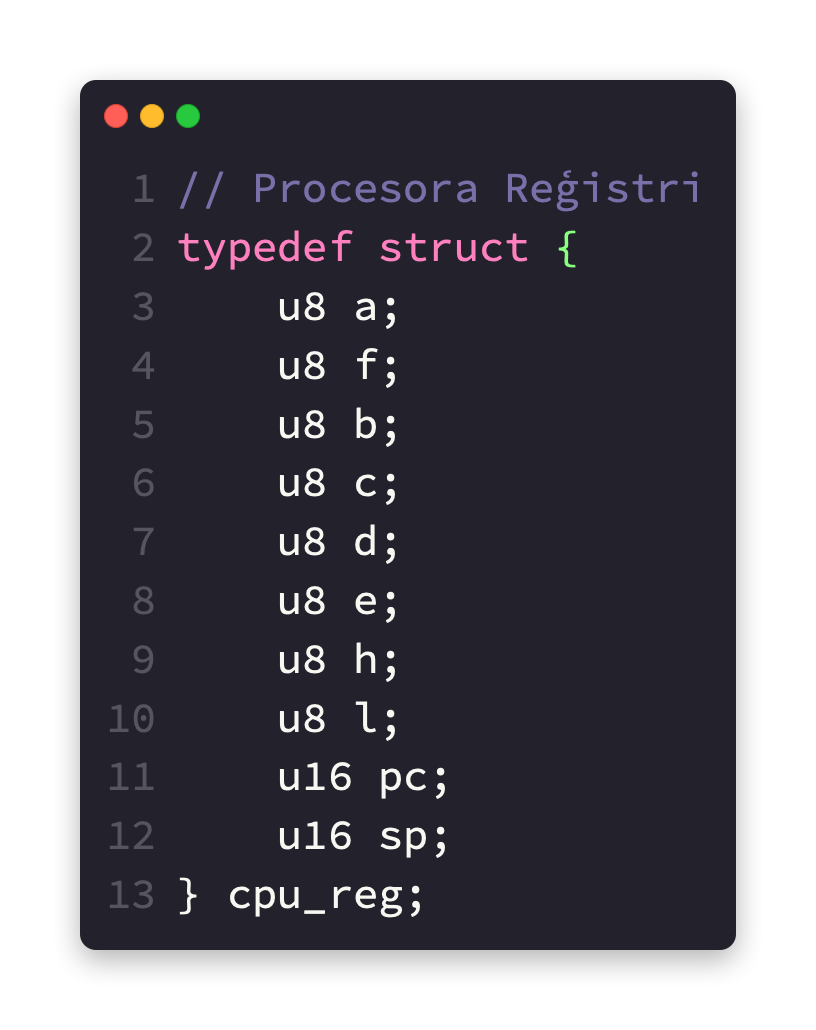 1 // Procesora Reģistri
2 typedef struct {
3     u8 a;
4     u8 f;
5     u8 b;
6     u8 c;
7     u8 d;
8     u8 e;
9     u8 h;
10     u8 l;
11     u16 pc;
12     u16 sp;
13 } cpu_reg;